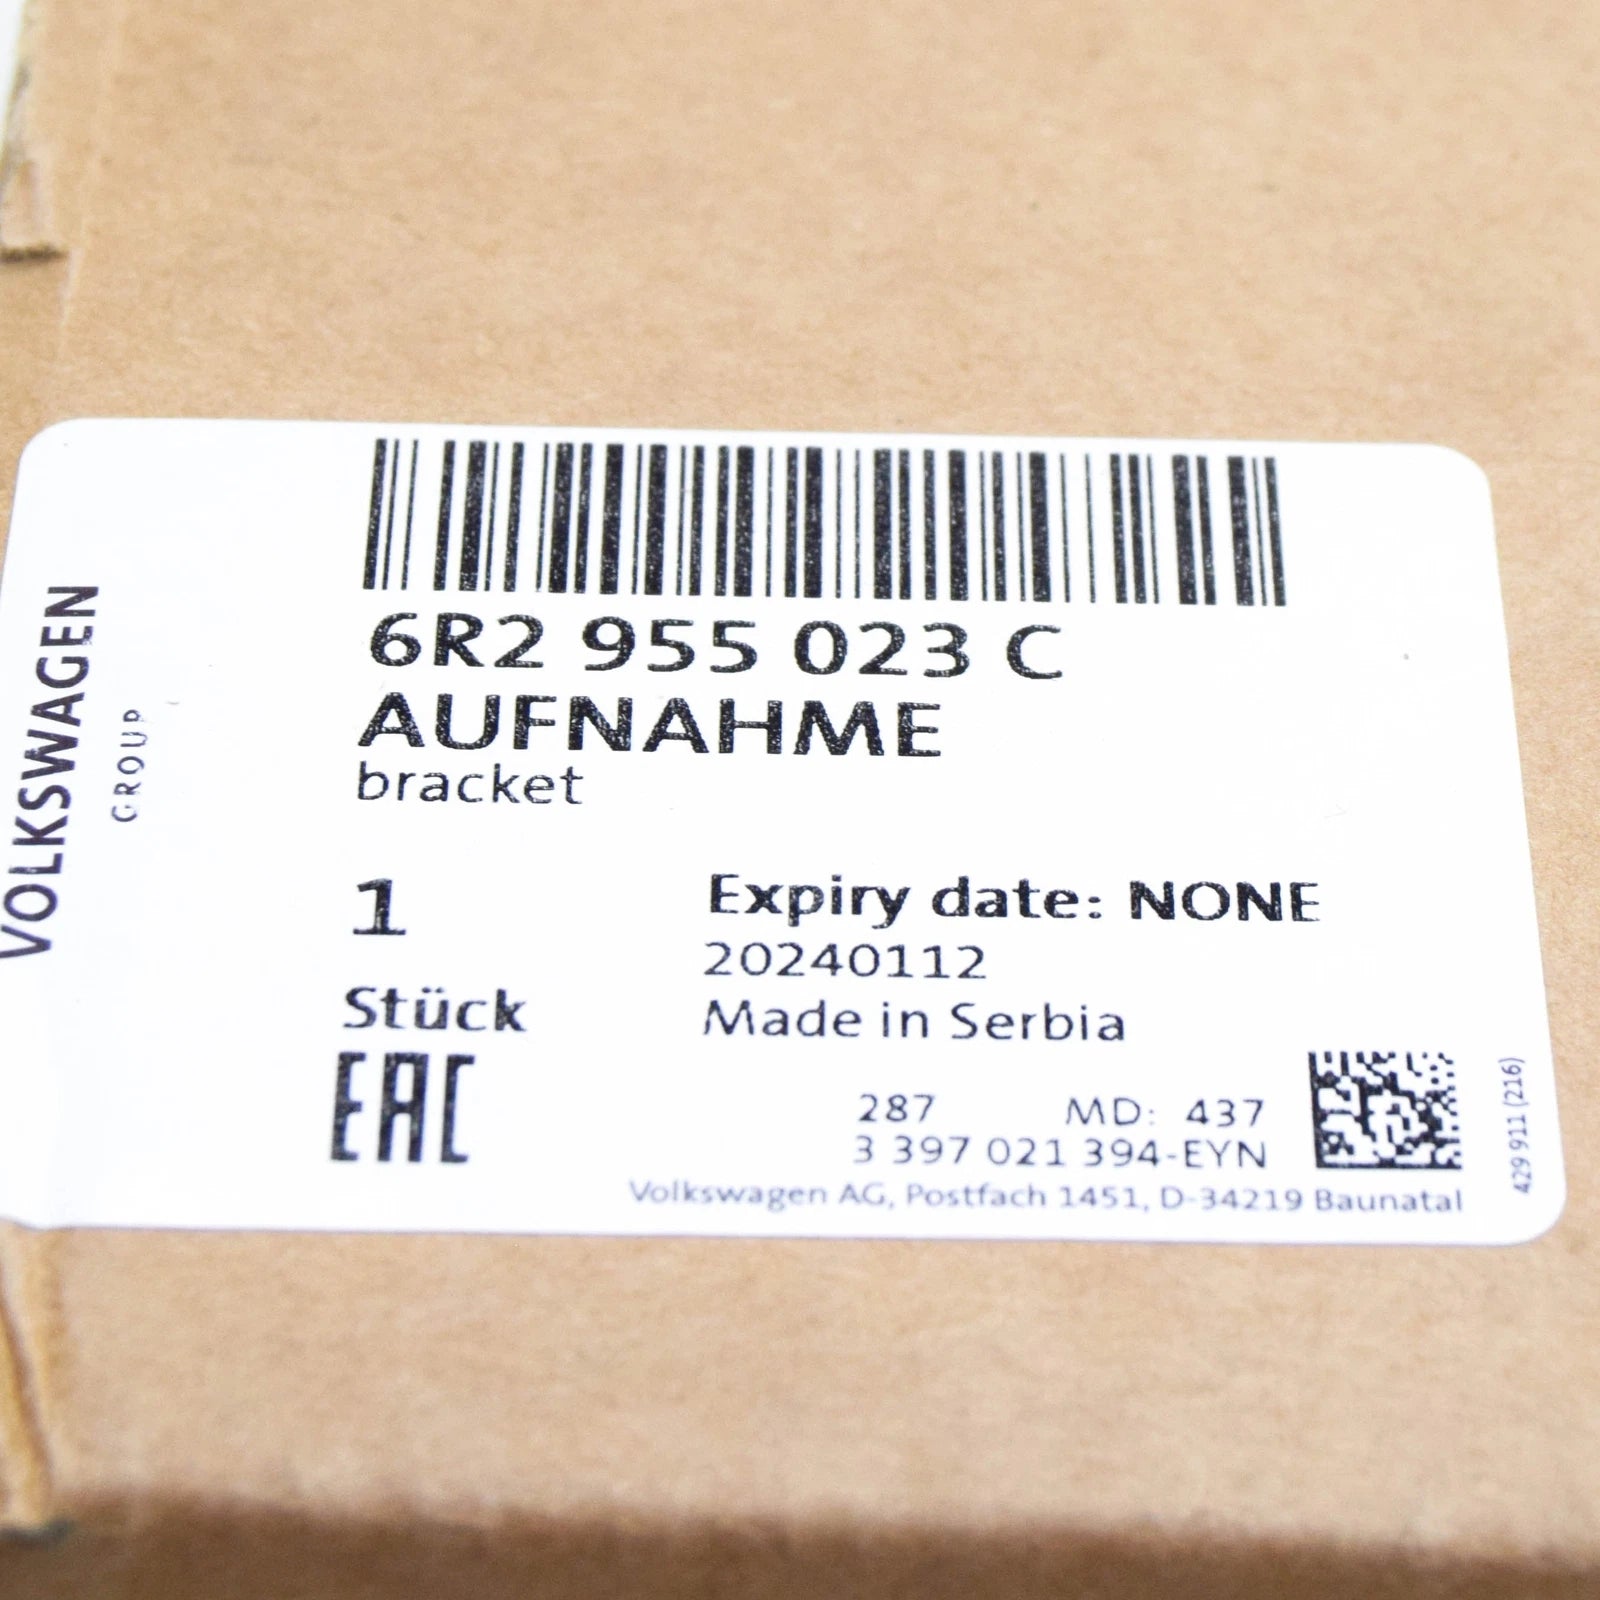 VOLKSWAGEN
GROUP
6R2 955 023 C
AUFNAHME
bracket
1
Stück
EAC
Expiry date: NONE
20240112
Made in Serbia
287 MD: 437
3 397 021 394-EYN
Volkswagen AG, Postfach 1451, D-34219 Baunatal
429 911 (216)